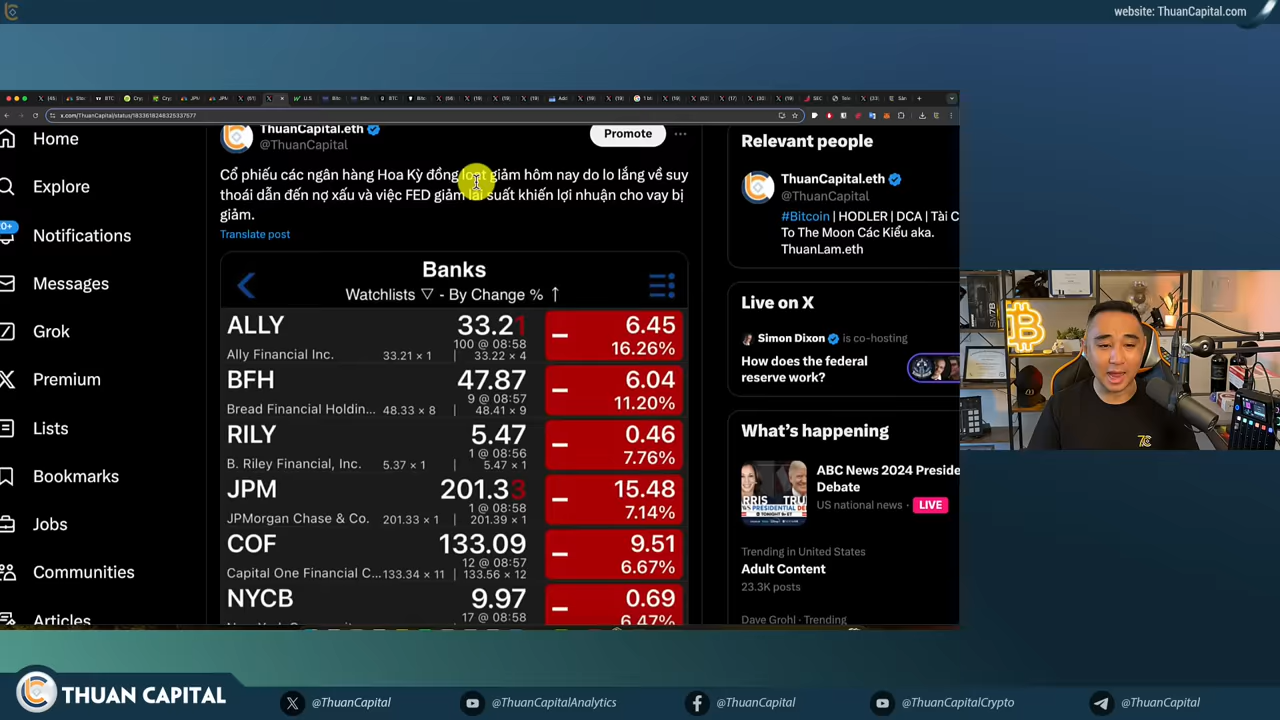 website: ThuanCapital.com
x.com/ThuanCapital/status/1833618248325337577
Home
Explore
20+
Notifications
Messages
Grok
Premium
Lists
Bookmarks
Jobs
Communities
Articles
ThuanCapital.eth
@ThuanCapital
Promote
Cổ phiếu các ngân hàng Hoa Kỳ đồng loạt giảm hôm nay do lo lắng về suy
thoái dẫn đến nợ xấu và việc FED giảm lãi suất khiến lợi nhuận cho vay bị
giảm.
Translate post
Banks
Watchlists ▽ - By Change % ↑
ALLY 33.21 6.45
100 @ 08:58 16.26%
Ally Financial Inc. 33.21 × 1 | 33.22 × 4
BFH 47.87 6.04
9 @ 08:57 11.20%
Bread Financial Holdin... 48.33 × 8 | 48.41 × 9
RILY 5.47 0.46
1 @ 08:56 7.76%
B. Riley Financial, Inc. 5.37 × 1 | 5.47 × 1
JPM 201.33 15.48
1 @ 08:58 7.14%
JPMorgan Chase & Co. 201.33 × 1 | 201.39 × 1
COF 133.09 9.51
12 @ 08:57 6.67%
Capital One Financial C... 133.34 × 11 | 133.56 × 12
NYCB 9.97 0.69
17 @ 08:58 6.47%
Relevant people
ThuanCapital.eth
@ThuanCapital
#Bitcoin | HODLER | DCA | Tài C
To The Moon Các Kiểu aka.
ThuanLam.eth
Live on X
Simon Dixon is co-hosting
How does the federal
reserve work?
What's happening
ABC News 2024 Preside
Debate
US national news · LIVE
Trending in United States
Adult Content
23.3K posts
Dave Grohl · Trending
THUAN CAPITAL
@ThuanCapital
@ThuanCapitalAnalytics
@ThuanCapital
@ThuanCapitalCrypto
@ThuanCapital